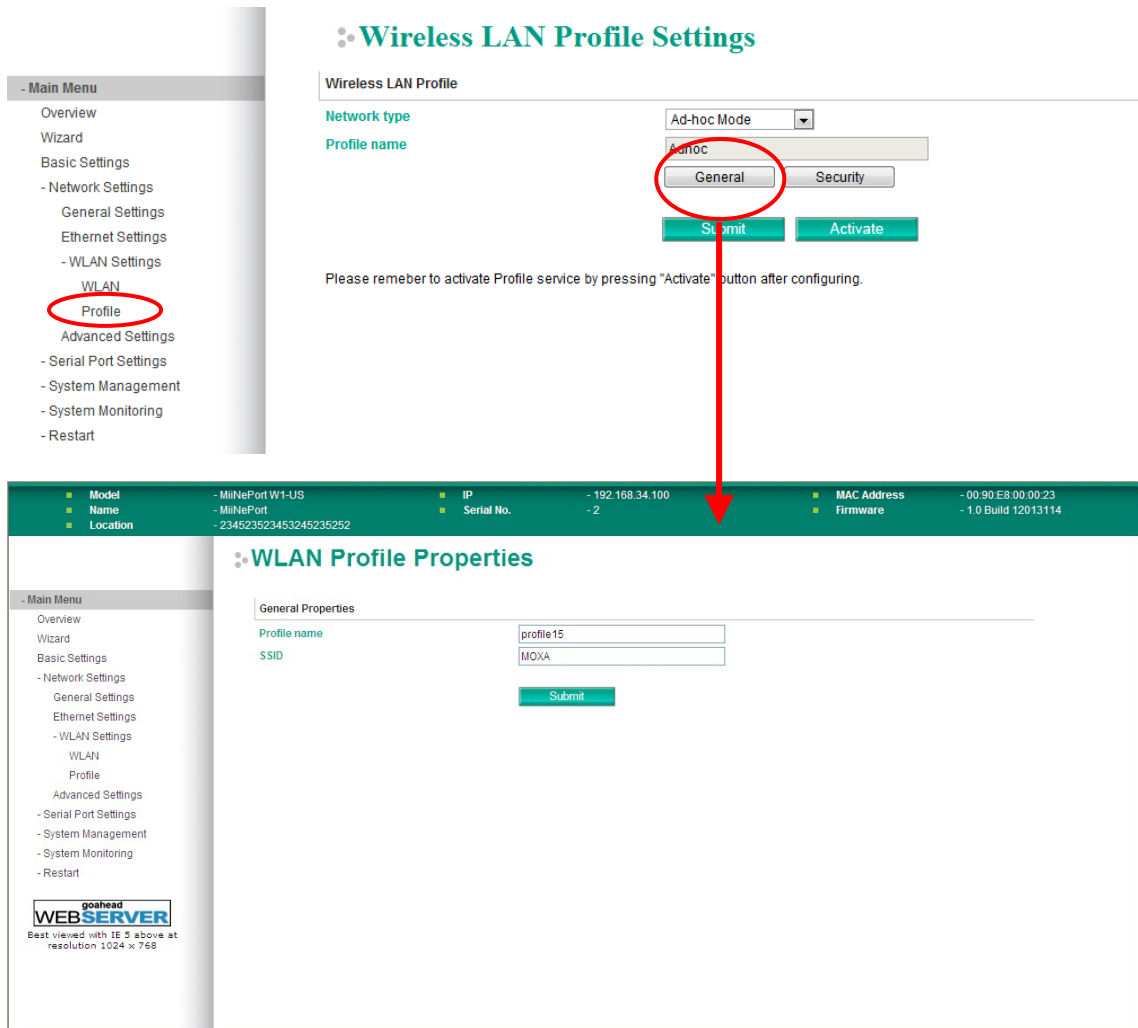 Wireless LAN Profile Settings
- Main Menu
Overview
Wizard
Basic Settings
- Network Settings
General Settings
Ethernet Settings
- WLAN Settings
WLAN
Profile
Advanced Settings
- Serial Port Settings
- System Management
- System Monitoring
- Restart
Wireless LAN Profile
Network type Ad-hoc Mode
Profile name Adhoc
General Security
Submit Activate
Please remeber to activate Profile service by pressing "Activate" button after configuring.
Model - MiiNePort W1-US IP - 192.168.34.100 MAC Address - 00:90:E8:00:00:23
Name - MiiNePort Serial No. - 2 Firmware - 1.0 Build 12013114
Location - 234523523453245235252
WLAN Profile Properties
- Main Menu
Overview
Wizard
Basic Settings
- Network Settings
General Settings
Ethernet Settings
- WLAN Settings
WLAN
Profile
Advanced Settings
- Serial Port Settings
- System Management
- System Monitoring
- Restart
goahead
WEBSERVER
Best viewed with IE 5 above at
resolution 1024 x 768
General Properties
Profile name profile15
SSID MOXA
Submit